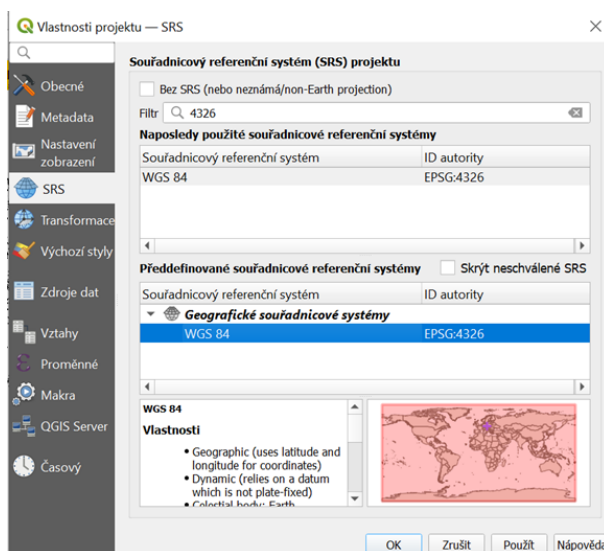 Vlastnosti projektu — SRS
Obecné
Metadata
Nastavení
zobrazení
SRS
Transformace
Výchozí styly
Zdroje dat
Vztahy
Proměnné
Makra
QGIS Server
Časový
Souřadnicový referenční systém (SRS) projektu
Bez SRS (nebo neznámá/non-Earth projection)
Filtr 4326
Naposledy použité souřadnicové referenční systémy
Souřadnicový referenční systém ID autority
WGS 84 EPSG:4326
Předdefinované souřadnicové referenční systémy Skrýt neschválené SRS
Souřadnicový referenční systém ID autority
Geografické souřadnicové systémy
WGS 84 EPSG:4326
WGS 84
Vlastnosti
• Geographic (uses latitude and
longitude for coordinates)
• Dynamic (relies on a datum
which is not plate-fixed)
• Celestial body: Earth
OK Zrušit Použít Nápověda